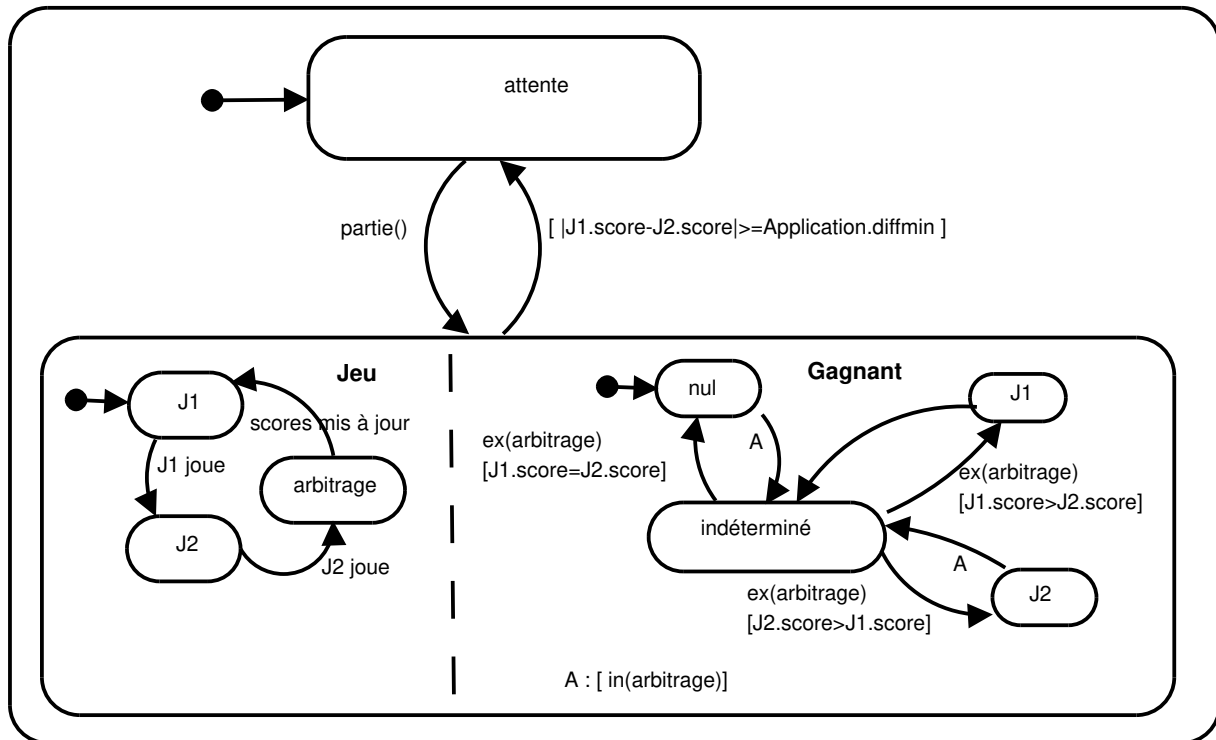 attente
partie()
[ |J1.score-J2.score|>=Application.diffmin ]
Jeu
J1
scores mis à jour
J1 joue
arbitrage
J2
J2 joue
Gagnant
nul
J1
A
ex(arbitrage)
[J1.score=J2.score]
ex(arbitrage)
[J1.score>J2.score]
indéterminé
A
J2
ex(arbitrage)
[J2.score>J1.score]
A : [ in(arbitrage)]